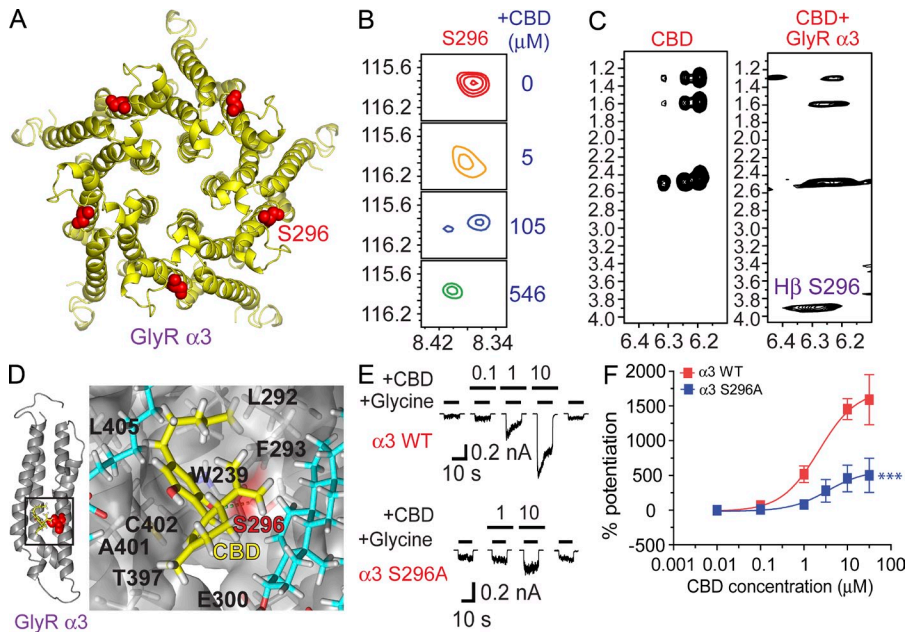 A
S296
GlyR α3
B
S296
+CBD
(μM)
115.6
116.2
0
115.6
116.2
5
115.6
116.2
105
115.6
116.2
546
8.42
8.34
C
CBD
CBD+
GlyR α3
1.2
1.4
1.6
1.8
2.0
2.2
2.4
2.6
2.8
3.0
3.2
3.4
3.6
3.8
4.0
6.4
6.3
6.2
1.2
1.4
1.6
1.8
2.0
2.2
2.4
2.6
2.8
3.0
3.2
3.4
3.6
3.8
4.0
Hβ S296
6.4
6.3
6.2
D
GlyR α3
L292
L405
F293
W239
S296
C402
CBD
A401
T397
E300
E
+CBD
0.1
1
10
+Glycine
α3 WT
0.2 nA
10 s
+CBD
1
10
+Glycine
α3 S296A
0.2 nA
10 s
F
α3 WT
α3 S296A
% potentiation
2000
1500
1000
500
0
-500
***
0.001
0.01
0.1
1
10
100
CBD concentration (μM)